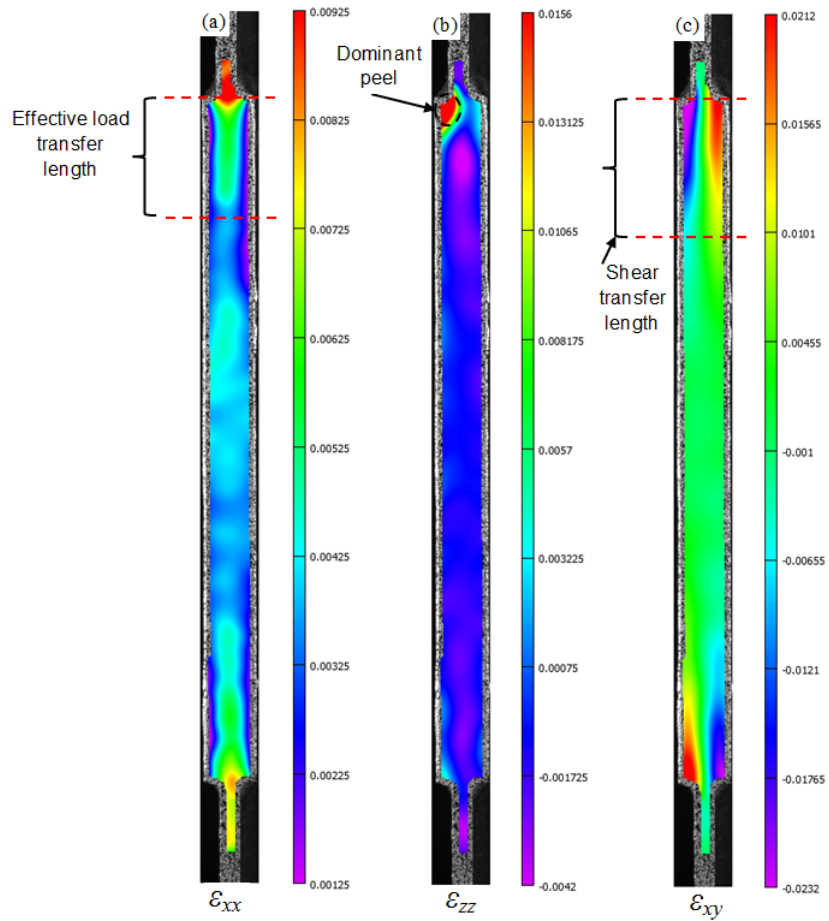 (a)
Effective load
transfer
length
0.00925
0.00825
0.00725
0.00625
0.00525
0.00425
0.00325
0.00225
0.00125
εxx
(b)
Dominant
peel
0.0156
0.013125
0.01065
0.008175
0.0057
0.003225
0.00075
-0.001725
-0.0042
εzz
(c)
Shear
transfer
length
0.0212
0.01565
0.0101
0.00455
-0.001
-0.00655
-0.0121
-0.01765
-0.0232
εxy